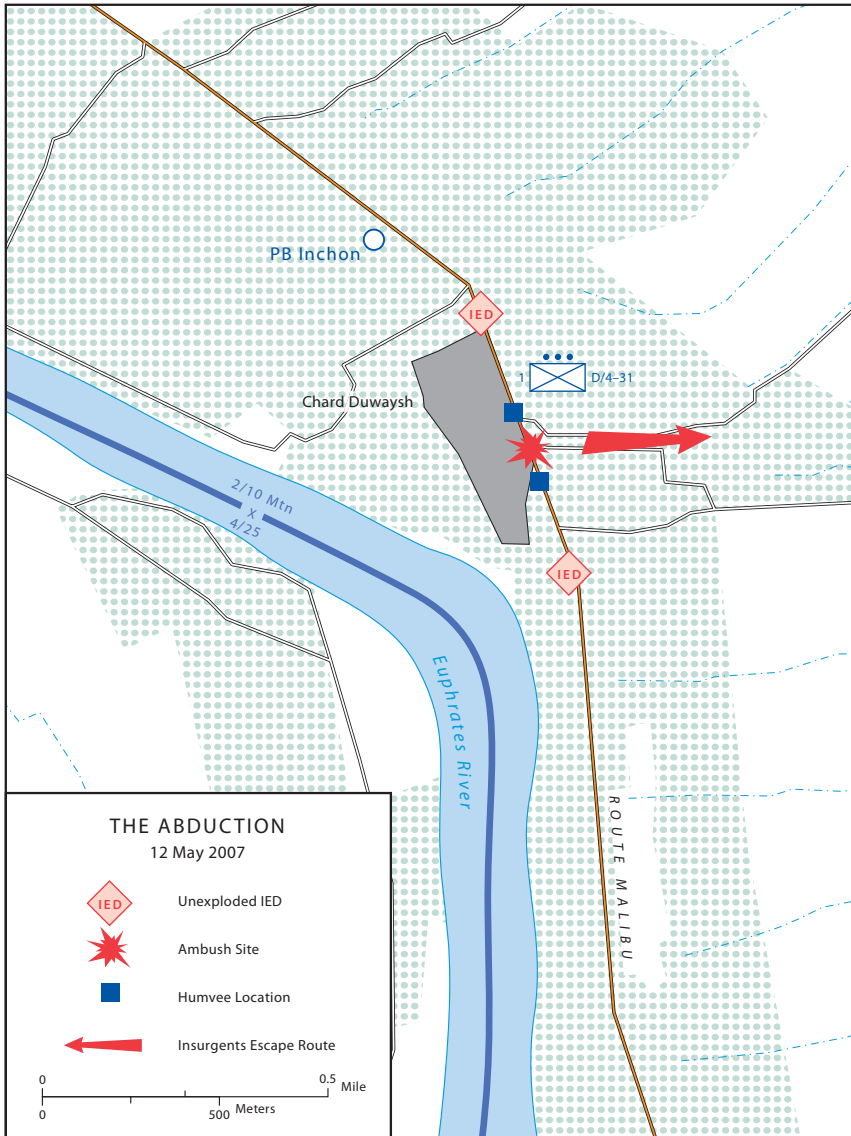 PB Inchon
IED
1
D/4–31
Chard Duwaysh
2/10 Mtn
X
4/25
IED
Euphrates River
ROUTE MALIBU
THE ABDUCTION
12 May 2007
IED
Unexploded IED
Ambush Site
Humvee Location
Insurgents Escape Route
0
0.5
Mile
0
500
Meters